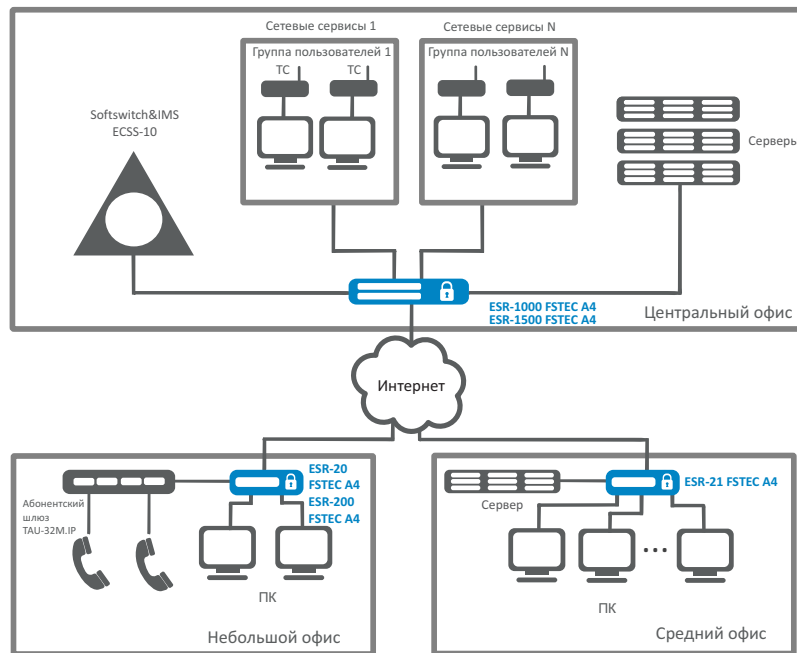 Сетевые сервисы 1
Сетевые сервисы N
Группа пользователей 1
Группа пользователей N
ТС
ТС
Softswitch&IMS
ECSS-10
Серверы
ESR-1000 FSTEC A4
ESR-1500 FSTEC A4
Центральный офис
Интернет
ESR-20
FSTEC A4
ESR-200
FSTEC A4
Абонентский
шлюз
TAU-32M.IP
ПК
Небольшой офис
ESR-21 FSTEC A4
Сервер
ПК
Средний офис